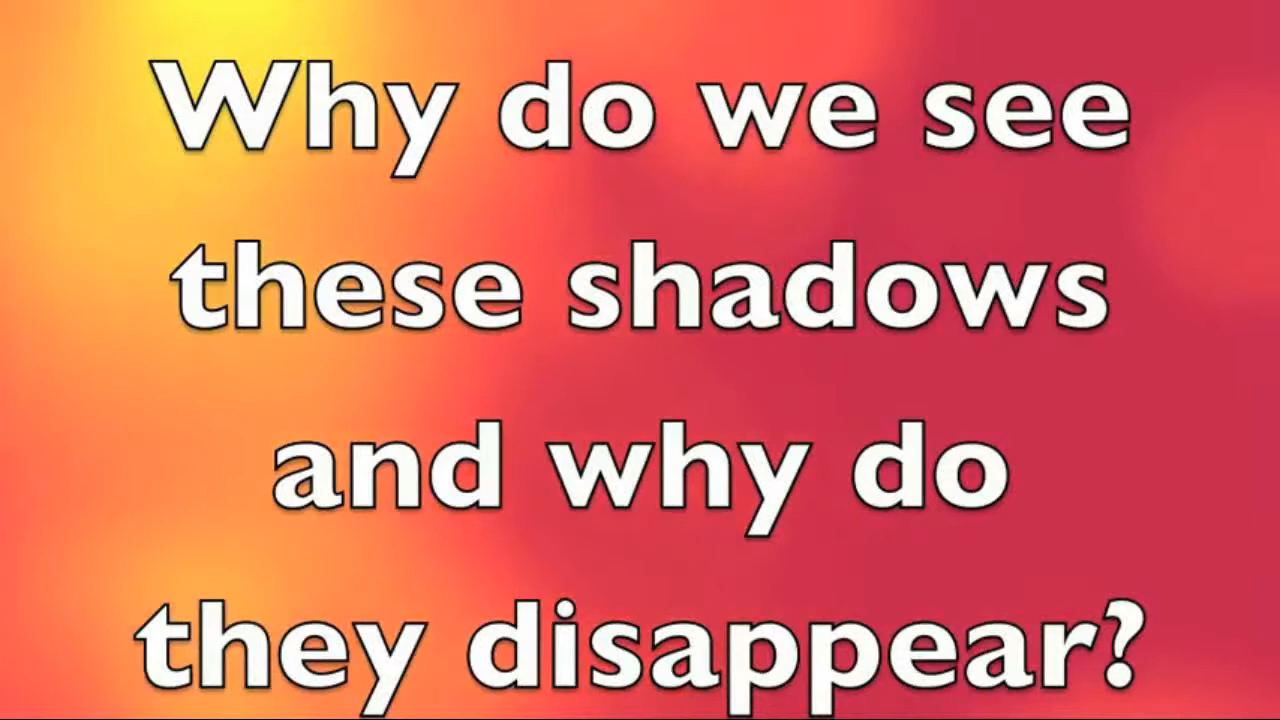 Why do we see
these shadows
and why do
they disappear?